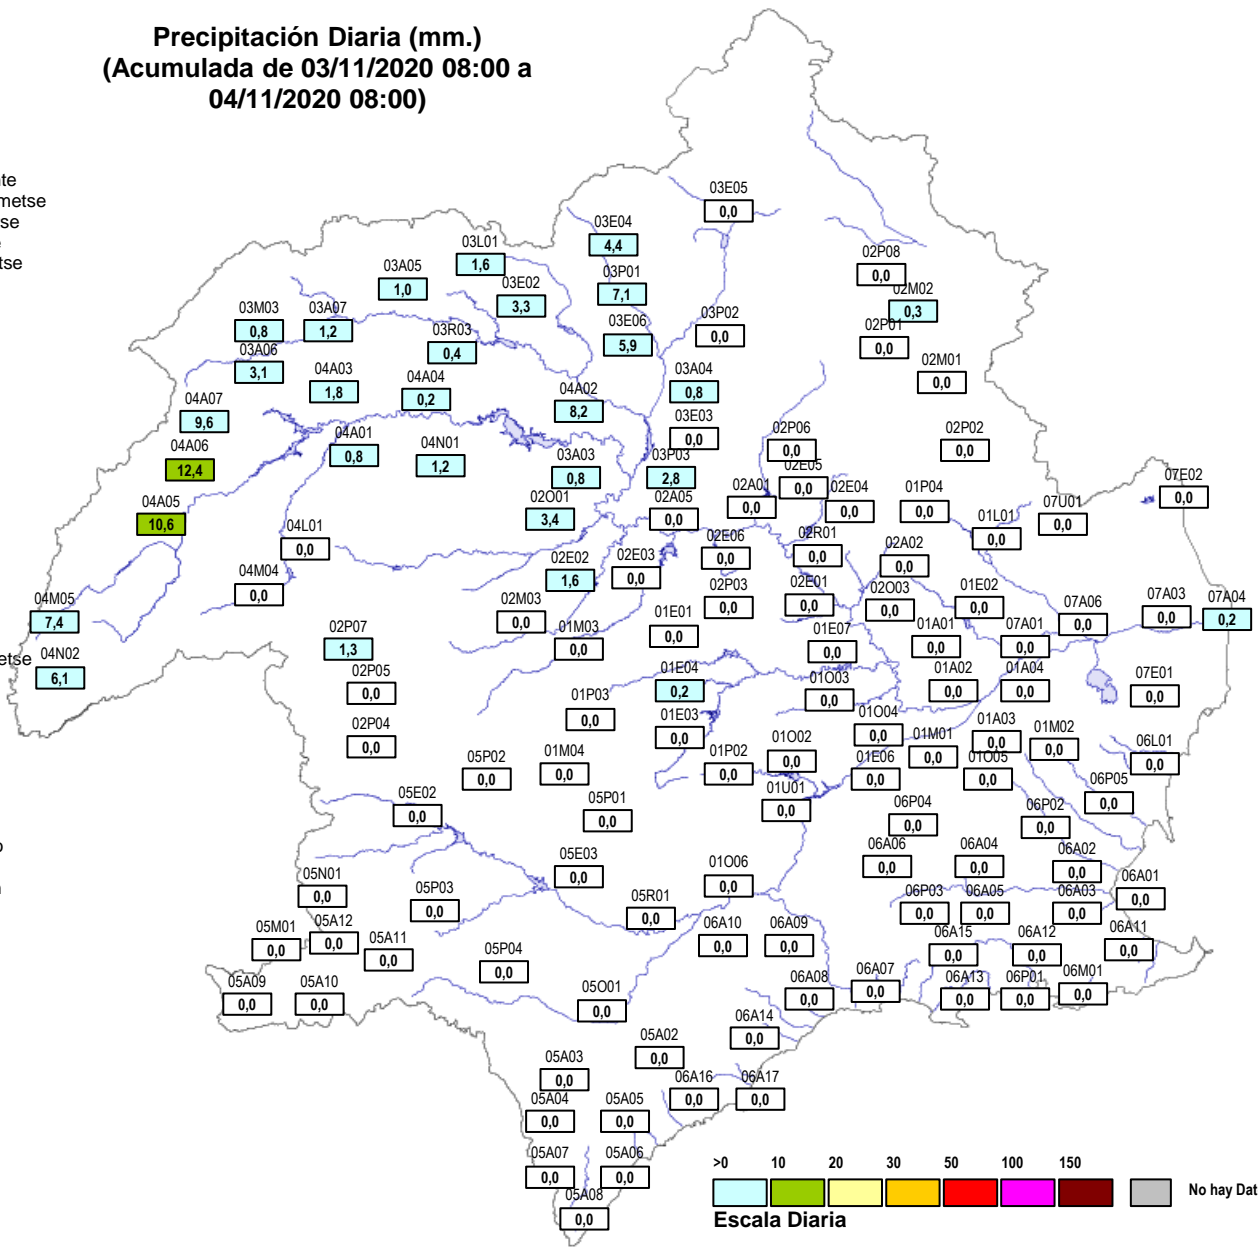 Precipitación Diaria (mm.)
(Acumulada de 03/11/2020 08:00 a
04/11/2020 08:00)
te
metse
se
tse
etse
03E05
0,0
03E04
4,4
03L01
1,6
02P08
0,0
03A05
1,0
03P01
7,1
03E02
3,3
02M02
0,3
03M03
0,8
03A07
1,2
03P02
0,0
03R03
0,4
03E06
5,9
02P01
0,0
03A06
3,1
04A03
1,8
04A04
0,2
04A02
8,2
03A04
0,8
02M01
0,0
04A07
9,6
03E03
0,0
04A06
12,4
04A01
0,8
04N01
1,2
03A03
0,8
03P03
2,8
02P06
0,0
02P02
0,0
02E05
0,0
07E02
0,0
04A05
10,6
02O01
3,4
02A05
0,0
02A01
0,0
02E04
0,0
01P04
0,0
01L01
0,0
07U01
0,0
04L01
0,0
02E06
0,0
02R01
0,0
02A02
0,0
04M04
0,0
02E02
1,6
02E03
0,0
04M05
7,4
02M03
0,0
02P03
0,0
02E01
0,0
02O03
0,0
01E02
0,0
07A06
0,0
07A03
0,0
07A04
0,2
02P07
1,3
01M03
0,0
01E01
0,0
01E07
0,0
01A01
0,0
07A01
0,0
04N02
6,1
02P05
0,0
01E04
0,2
01O03
0,0
01A02
0,0
01A04
0,0
07E01
0,0
02P04
0,0
01P03
0,0
01E03
0,0
01O04
0,0
01A03
0,0
01M02
0,0
05P02
0,0
01M04
0,0
01P02
0,0
01O02
0,0
01M01
0,0
01E06
0,0
01O05
0,0
06L01
0,0
05E02
0,0
05P01
0,0
01U01
0,0
06P04
0,0
06P02
0,0
06P05
0,0
05E03
0,0
01O06
0,0
06A06
0,0
06A04
0,0
06A02
0,0
05N01
0,0
05P03
0,0
05R01
0,0
06P03
0,0
06A05
0,0
06A03
0,0
06A01
0,0
05M01
0,0
05A12
0,0
05A11
0,0
06A10
0,0
06A09
0,0
06A15
0,0
06A12
0,0
06A11
0,0
05P04
0,0
05A09
0,0
05A10
0,0
05O01
0,0
06A08
0,0
06A07
0,0
06A13
0,0
06P01
0,0
06M01
0,0
05A02
0,0
06A14
0,0
05A03
0,0
06A16
0,0
06A17
0,0
05A04
0,0
05A05
0,0
05A07
0,0
05A06
0,0
05A08
0,0
>0 10 20 30 50 100 150
No hay Dat
Escala Diaria